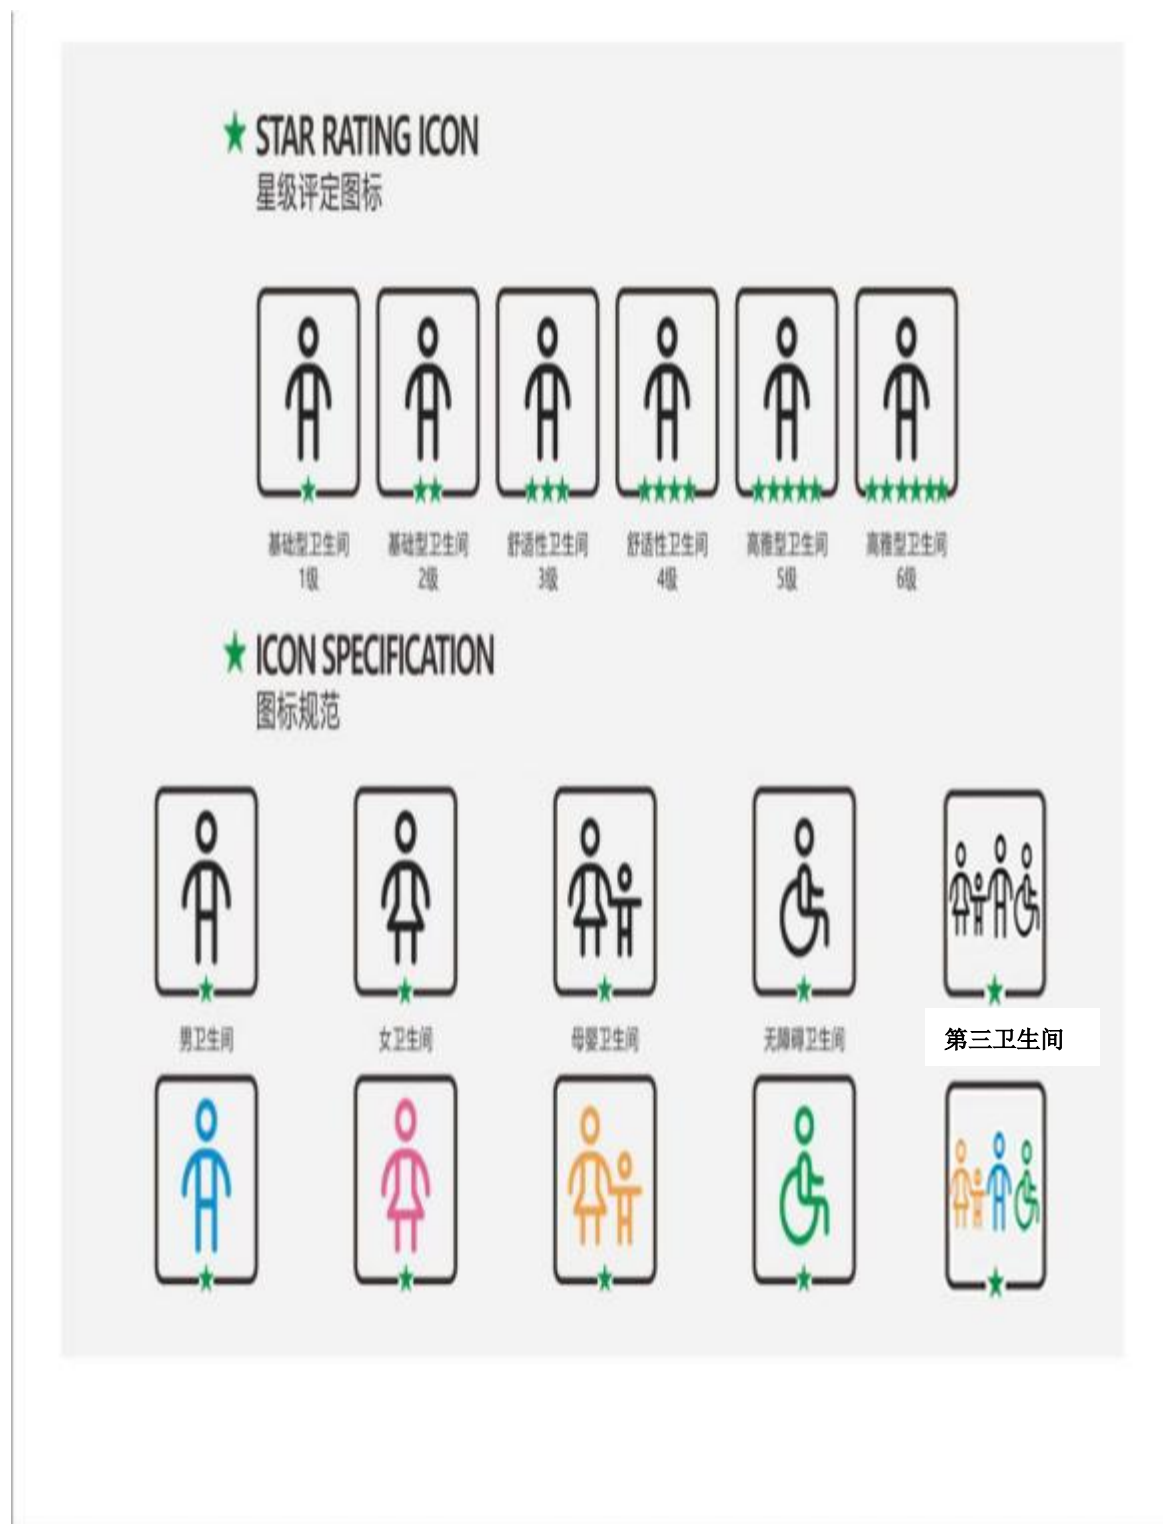 STAR RATING ICON
星级评定图标
基础型卫生间 基础型卫生间 舒适性卫生间 舒适性卫生间 高雅型卫生间 高雅型卫生间
1级 2级 3级 4级 5级 6级
ICON SPECIFICATION
图标规范
男卫生间 女卫生间 母婴卫生间 无障碍卫生间 第三卫生间